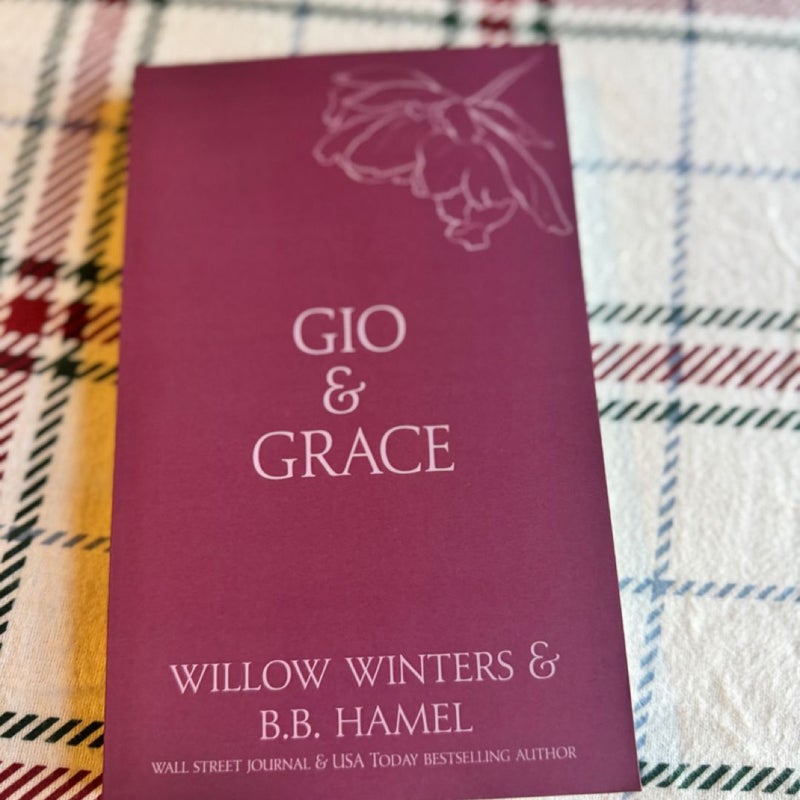 GIO
&
GRACE
WILLOW WINTERS &
B.B. HAMEL
WALL STREET JOURNAL & USA TODAY BESTSELLING AUTHOR